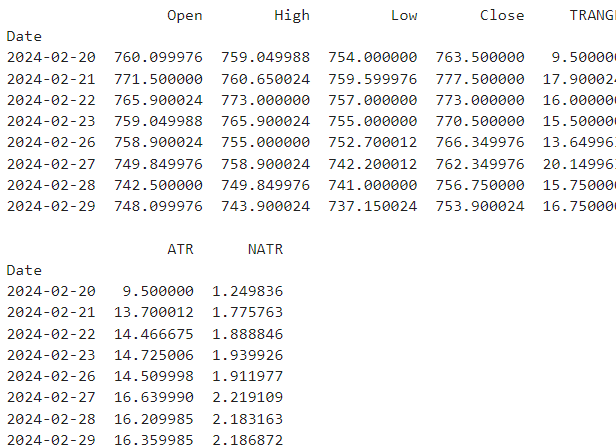 Open High Low Close TRANG
Date
2024-02-20 760.099976 759.049988 754.000000 763.500000 9.50000
2024-02-21 771.500000 760.650024 759.599976 777.500000 17.90002
2024-02-22 765.900024 773.000000 757.000000 773.000000 16.00000
2024-02-23 759.049988 765.900024 755.000000 770.500000 15.50000
2024-02-26 758.900024 755.000000 752.700012 766.349976 13.64996
2024-02-27 749.849976 758.900024 742.200012 762.349976 20.14996
2024-02-28 742.500000 749.849976 741.000000 756.750000 15.75000
2024-02-29 748.099976 743.900024 737.150024 753.900024 16.75000
ATR NATR
Date
2024-02-20 9.500000 1.249836
2024-02-21 13.700012 1.775763
2024-02-22 14.466675 1.888846
2024-02-23 14.725006 1.939926
2024-02-26 14.509998 1.911977
2024-02-27 16.639990 2.219109
2024-02-28 16.209985 2.183163
2024-02-29 16.359985 2.186872